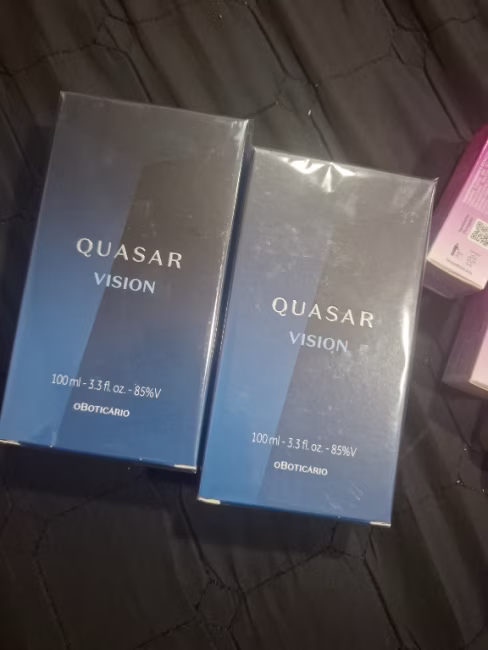 QUASAR
VISION
100 ml - 3.3 fl. oz. - 85%V
oBOTICÁRIO
QUASAR
VISION
100 ml - 3.3 fl. oz. - 85%V
oBOTICÁRIO